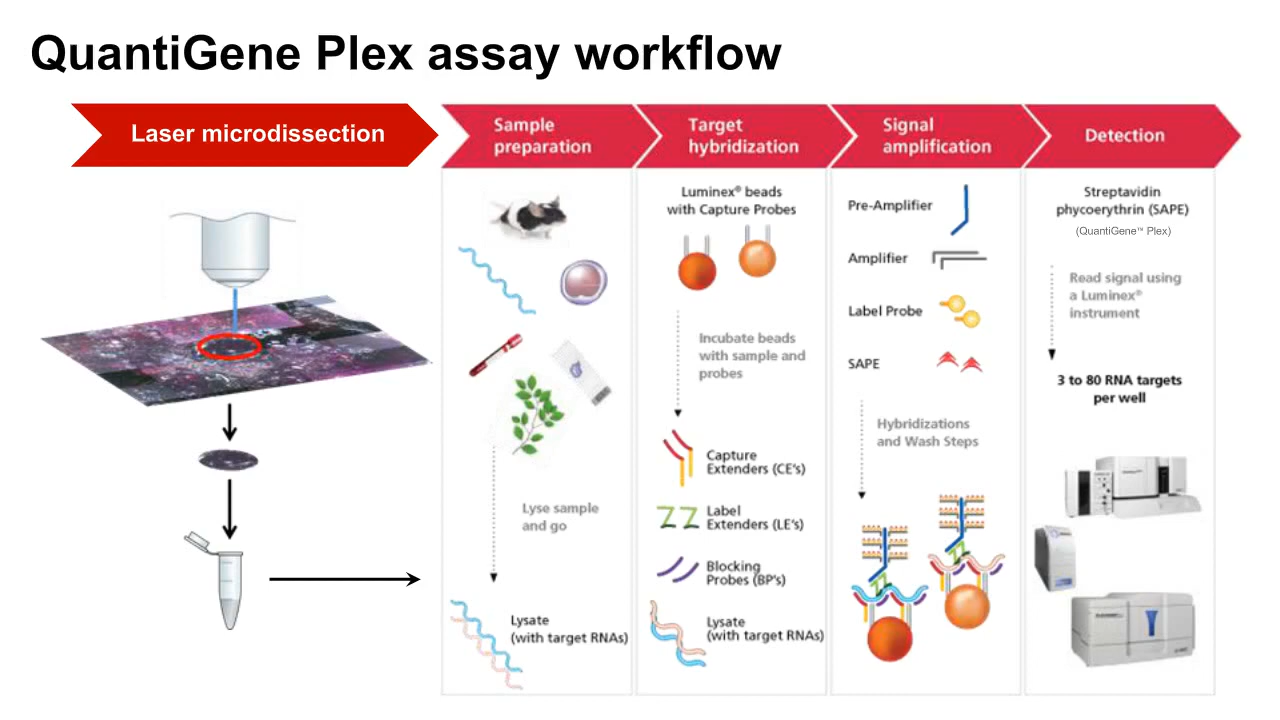 QuantiGene Plex assay workflow
Laser microdissection
Sample
preparation
Target
hybridization
Signal
amplification
Detection
Lyse sample
and go
Lysate
(with target RNAs)
Luminex® beads
with Capture Probes
Incubate beads
with sample and
probes
Capture
Extenders (CE's)
Label
Extenders (LE's)
Blocking
Probes (BP's)
Lysate
(with target RNAs)
Pre-Amplifier
Amplifier
Label Probe
SAPE
Hybridizations
and Wash Steps
Streptavidin
phycoerythrin (SAPE)
(QuantiGene™ Plex)
Read signal using
a Luminex®
instrument
3 to 80 RNA targets
per well